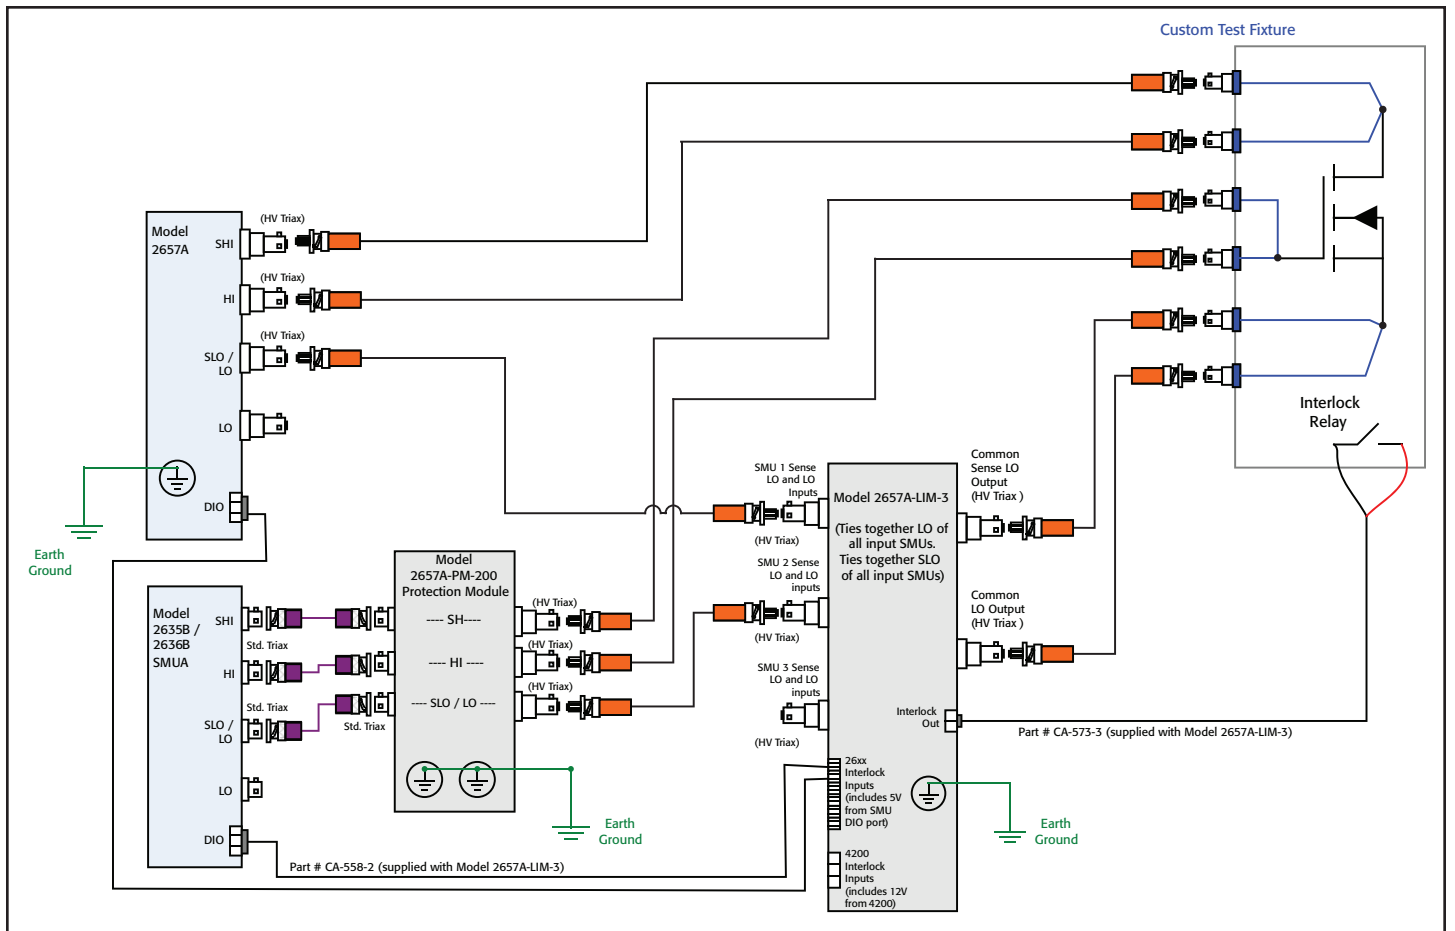 Custom Test Fixture
(HV Triax)
Model
2657A
SHI
(HV Triax)
HI
(HV Triax)
SLO /
LO
LO
DIO
Earth
Ground
Interlock
Relay
Common
Sense LO
Output
(HV Triax )
SMU 1 Sense
LO and LO
Inputs
(HV Triax)
Model 2657A-LIM-3
(Ties together LO of
all input SMUs.
Ties together SLO
of all input SMUs)
SMU 2 Sense
LO and LO
inputs
(HV Triax)
Common
LO Output
(HV Triax )
SMU 3 Sense
LO and LO
inputs
(HV Triax)
Interlock
Out
Part # CA-573-3 (supplied with Model 2657A-LIM-3)
Model
2657A-PM-200
Protection Module
---- SH----
---- HI ----
---- SLO / LO ----
(HV Triax)
(HV Triax)
(HV Triax)
Model
2635B /
2636B
SMUA
SHI
Std. Triax
HI
Std. Triax
SLO /
LO
Std. Triax
LO
DIO
Earth
Ground
26xx
Interlock
Inputs
(includes 5V
from SMU
DIO port)
Earth
Ground
4200
Interlock
Inputs
(includes 12V
from 4200)
Part # CA-558-2 (supplied with Model 2657A-LIM-3)